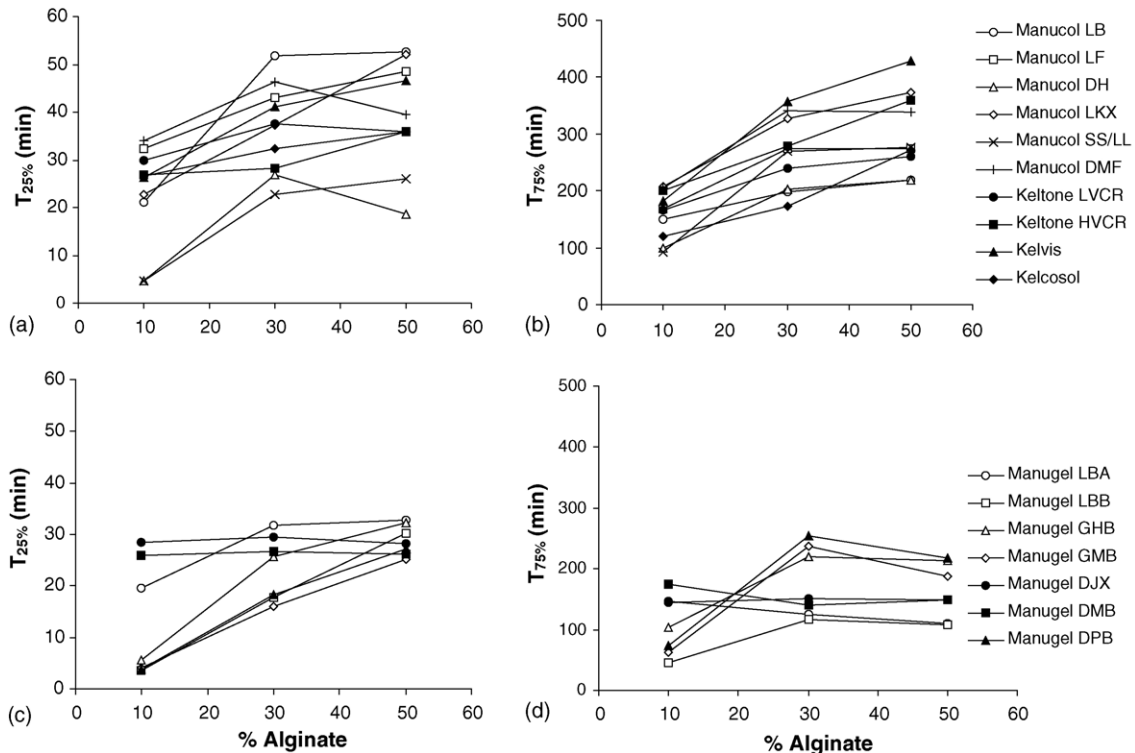 60
50
40
30
20
10
0
T25% (min)
0 10 20 30 40 50 60
(a)
500
400
300
200
100
0
T75% (min)
0 10 20 30 40 50 60
(b)
Manucol LB
Manucol LF
Manucol DH
Manucol LKX
Manucol SS/LL
Manucol DMF
Keltone LVCR
Keltone HVCR
Kelvis
Kelcosol
60
50
40
30
20
10
0
T25% (min)
0 10 20 30 40 50 60
(c)
% Alginate
500
400
300
200
100
0
T75% (min)
0 10 20 30 40 50 60
(d)
% Alginate
Manugel LBA
Manugel LBB
Manugel GHB
Manugel GMB
Manugel DJX
Manugel DMB
Manugel DPB